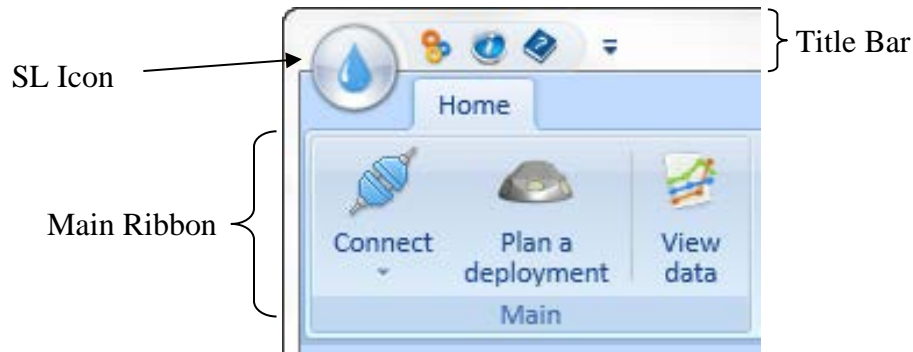 Title Bar
SL Icon
Home
Main Ribbon
Connect
Plan a
deployment
View
data
Main